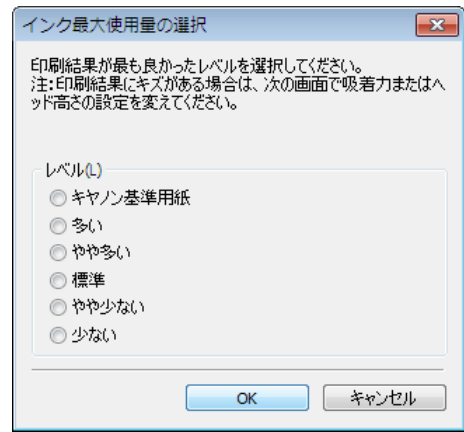 インク最大使用量の選択
印刷結果が最も良かったレベルを選択してください。
注:印刷結果にキズがある場合は、次の画面で吸着力またはヘ
ッド高さの設定を変えてください。
レベル(L)
キヤノン基準用紙
多い
やや多い
標準
やや少ない
少ない
OK
キャンセル